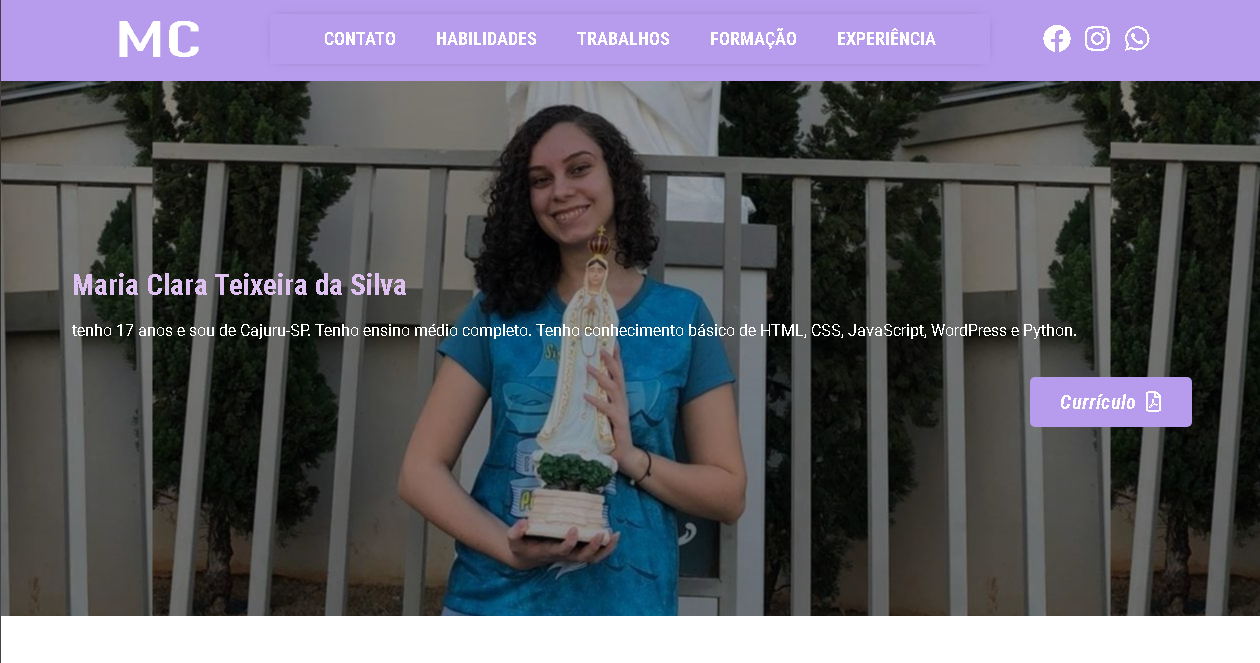 MC
CONTATO HABILIDADES TRABALHOS FORMAÇÃO EXPERIÊNCIA
Maria Clara Teixeira da Silva
tenho 17 anos e sou de Cajuru-SP. Tenho ensino médio completo. Tenho conhecimento básico de HTML, CSS, JavaScript, WordPress e Python.
Currículo